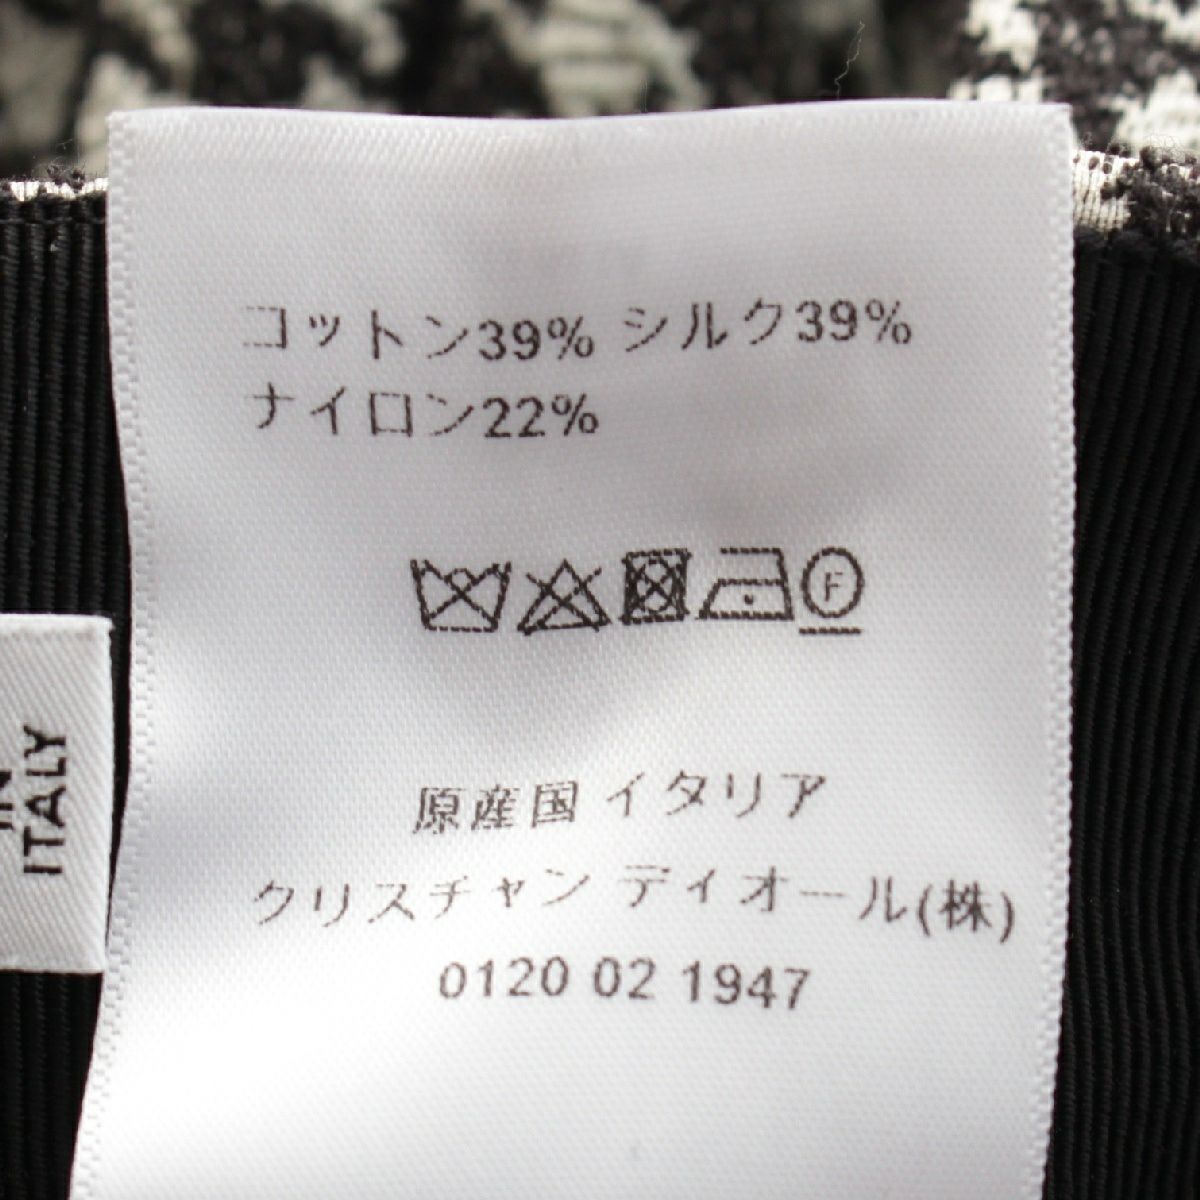 コットン39% シルク39%
ナイロン22%
F
原産国 イタリア
クリスチャン ディオール(株)
0120 02 1947
IN
ITALY